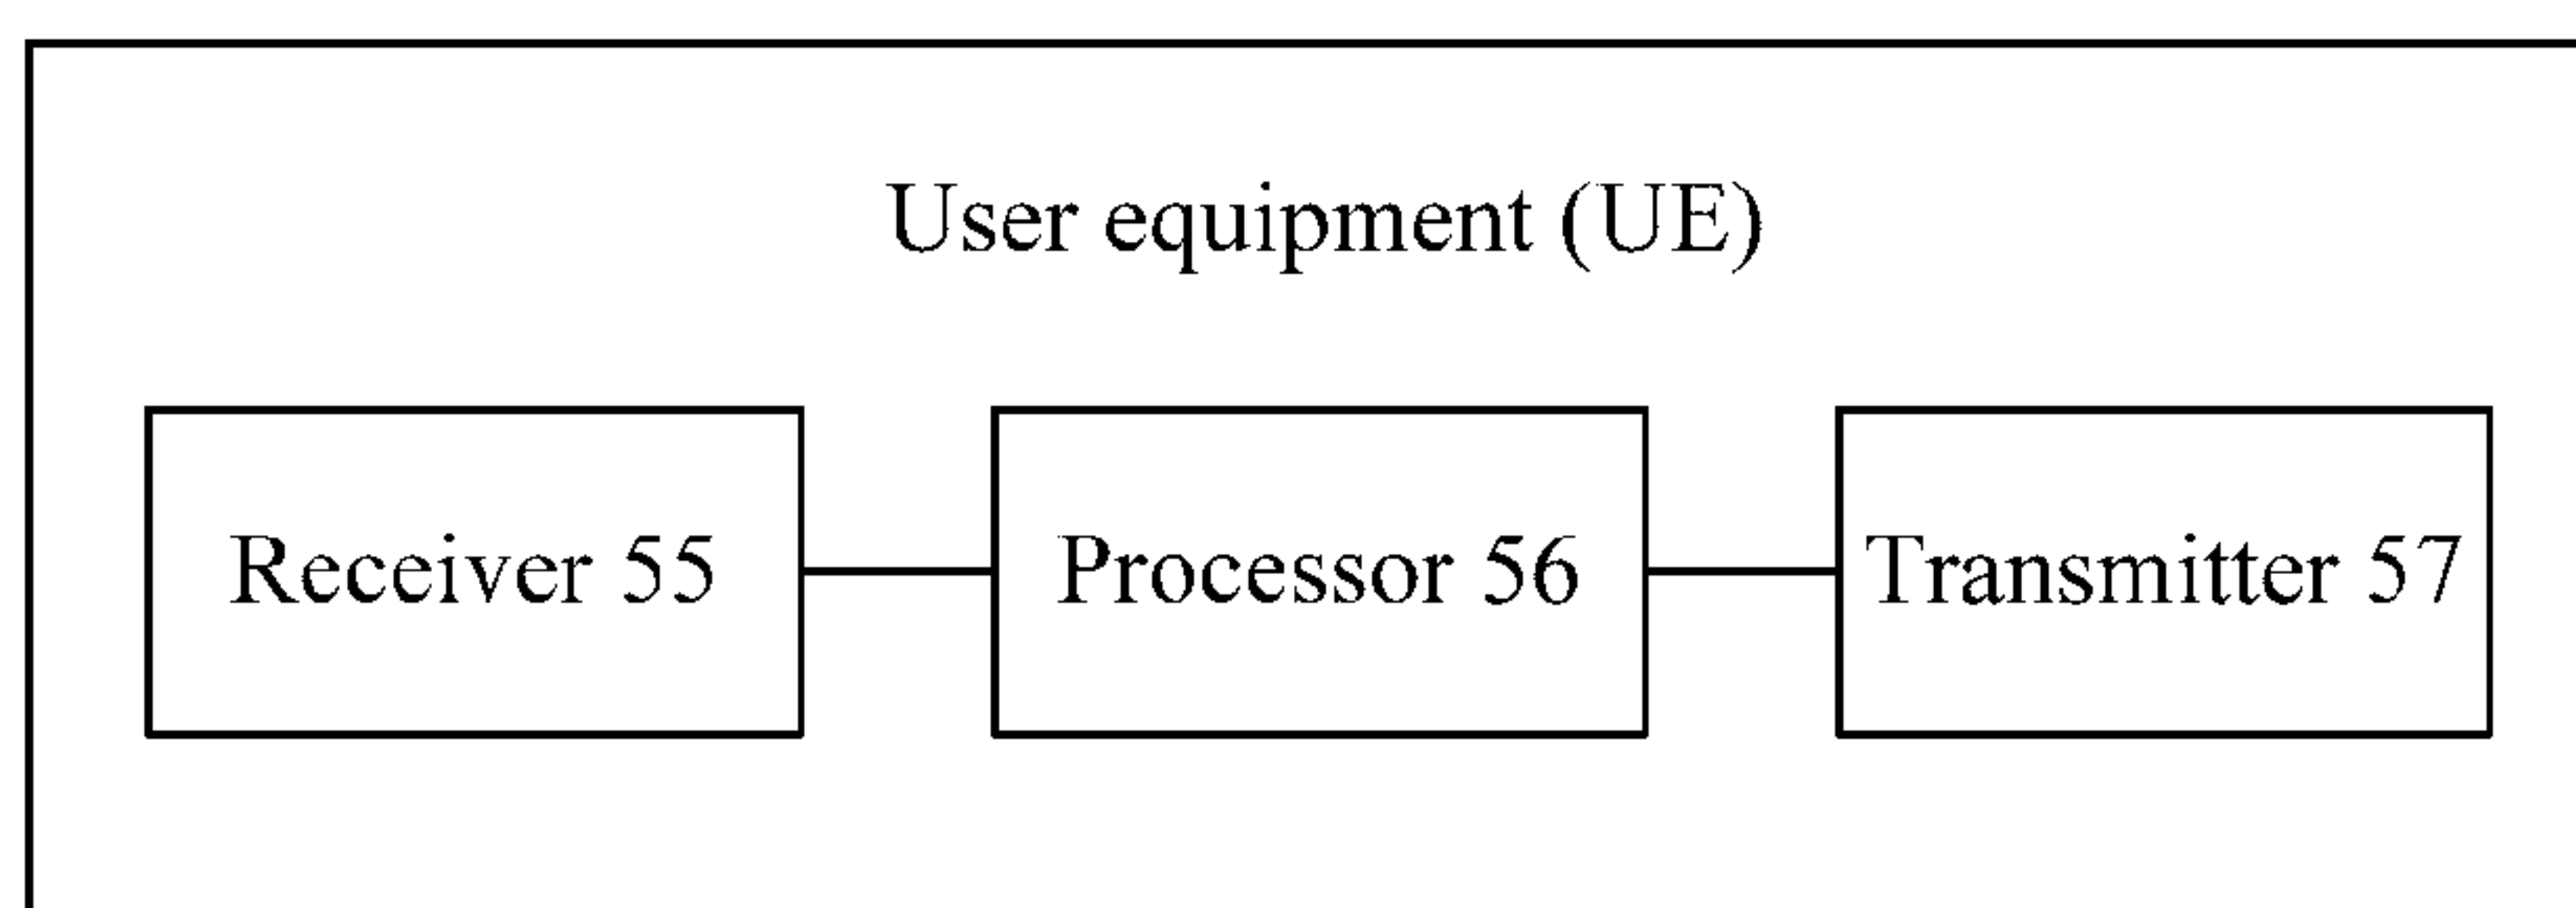 User equipment (UE)
Receiver 55
Processor 56
Transmitter 57